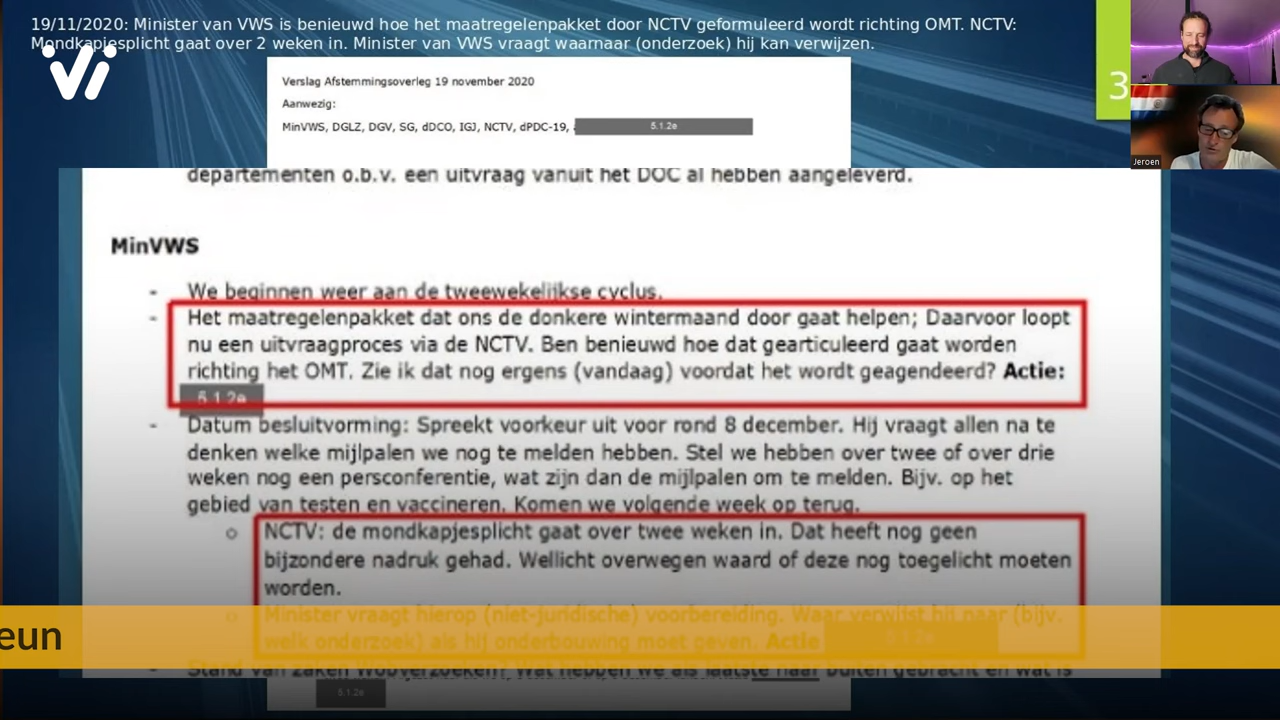 19/11/2020: Minister van VWS is benieuwd hoe het maatregelenpakket door NCTV geformuleerd wordt richting OMT. NCTV:
Mondkapjesplicht gaat over 2 weken in. Minister van VWS vraagt waarnaar (onderzoek) hij kan verwijzen.
3
Jeroen
Verslag Afstemmingsoverleg 19 november 2020
Aanwezig:
MinVWS, DGLZ, DGV, SG, dDCO, IGJ, NCTV, dPDC-19,
5.1.2e
departementen o.b.v. een uitvraag vanuit het DOC al hebben aangeleverd.
MinVWS
- We beginnen weer aan de tweewekelijkse cyclus.
- Het maatregelenpakket dat ons de donkere wintermaand door gaat helpen; Daarvoor loopt
nu een uitvraagproces via de NCTV. Ben benieuwd hoe dat gearticuleerd gaat worden
richting het OMT. Zie ik dat nog ergens (vandaag) voordat het wordt geagendeerd? Actie:
5.1.2e
- Datum besluitvorming: Spreekt voorkeur uit voor rond 8 december. Hij vraagt allen na te
denken welke mijlpalen we nog te melden hebben. Stel we hebben over twee of over drie
weken nog een persconferentie, wat zijn dan de mijlpalen om te melden. Bijv. op het
gebied van testen en vaccineren. Komen we volgende week op terug.
o NCTV: de mondkapjesplicht gaat over twee weken in. Dat heeft nog geen
bijzondere nadruk gehad. Wellicht overwegen waard of deze nog toegelicht moeten
worden.
o Minister vraagt hierop (niet-juridische) voorbereiding. Waar verwijst hij naar (bijv.
welk onderzoek) als hij onderbouwing moet geven. Actie
eun
- Stand van zaken Wobverzoeken: Wat hebben we als laatste naar buiten gebracht en wat is
5.1.2e